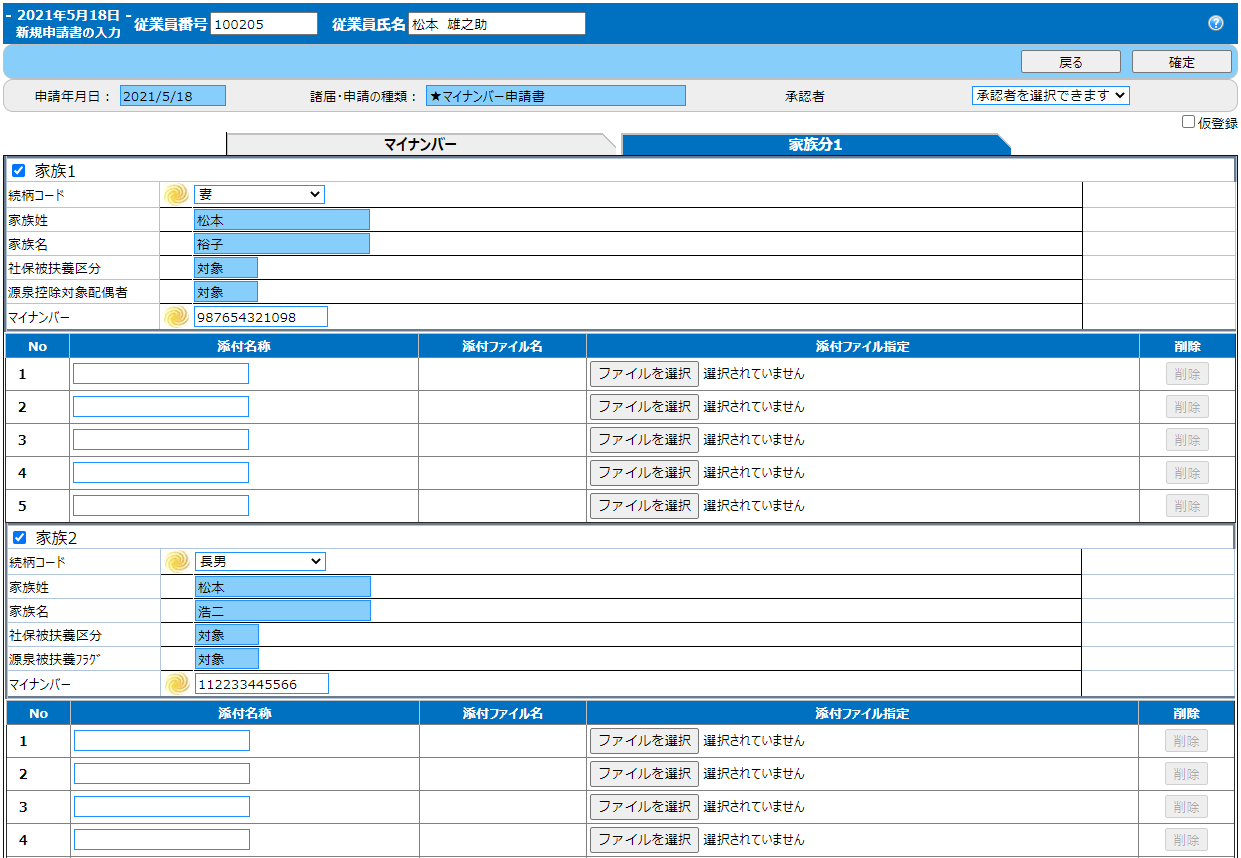 - 2021年5月18日 - 従業員番号 100205 従業員氏名 松本 雄之助 ?
新規申請書の入力
戻る 確定
申請年月日： 2021/5/18 諸届・申請の種類： ★マイナンバー申請書 承認者 承認者を選択できます
仮登録
マイナンバー 家族分1
家族1
続柄コード 妻
家族姓 松本
家族名 裕子
社保被扶養区分 対象
源泉控除対象配偶者 対象
マイナンバー 987654321098
No 添付名称 添付ファイル名 添付ファイル指定 削除
1 ファイルを選択 選択されていません 削除
2 ファイルを選択 選択されていません 削除
3 ファイルを選択 選択されていません 削除
4 ファイルを選択 選択されていません 削除
5 ファイルを選択 選択されていません 削除
家族2
続柄コード 長男
家族姓 松本
家族名 浩二
社保被扶養区分 対象
源泉被扶養ﾌﾗｸﾞ 対象
マイナンバー 112233445566
No 添付名称 添付ファイル名 添付ファイル指定 削除
1 ファイルを選択 選択されていません 削除
2 ファイルを選択 選択されていません 削除
3 ファイルを選択 選択されていません 削除
4 ファイルを選択 選択されていません 削除